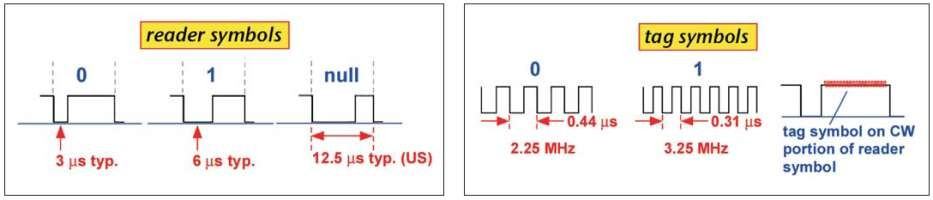 reader symbols
0 1 null
3 µs typ. 6 µs typ. 12.5 µs typ. (US)
tag symbols
0 1
0.44 µs 0.31 µs
2.25 MHz 3.25 MHz
tag symbol on CW
portion of reader
symbol